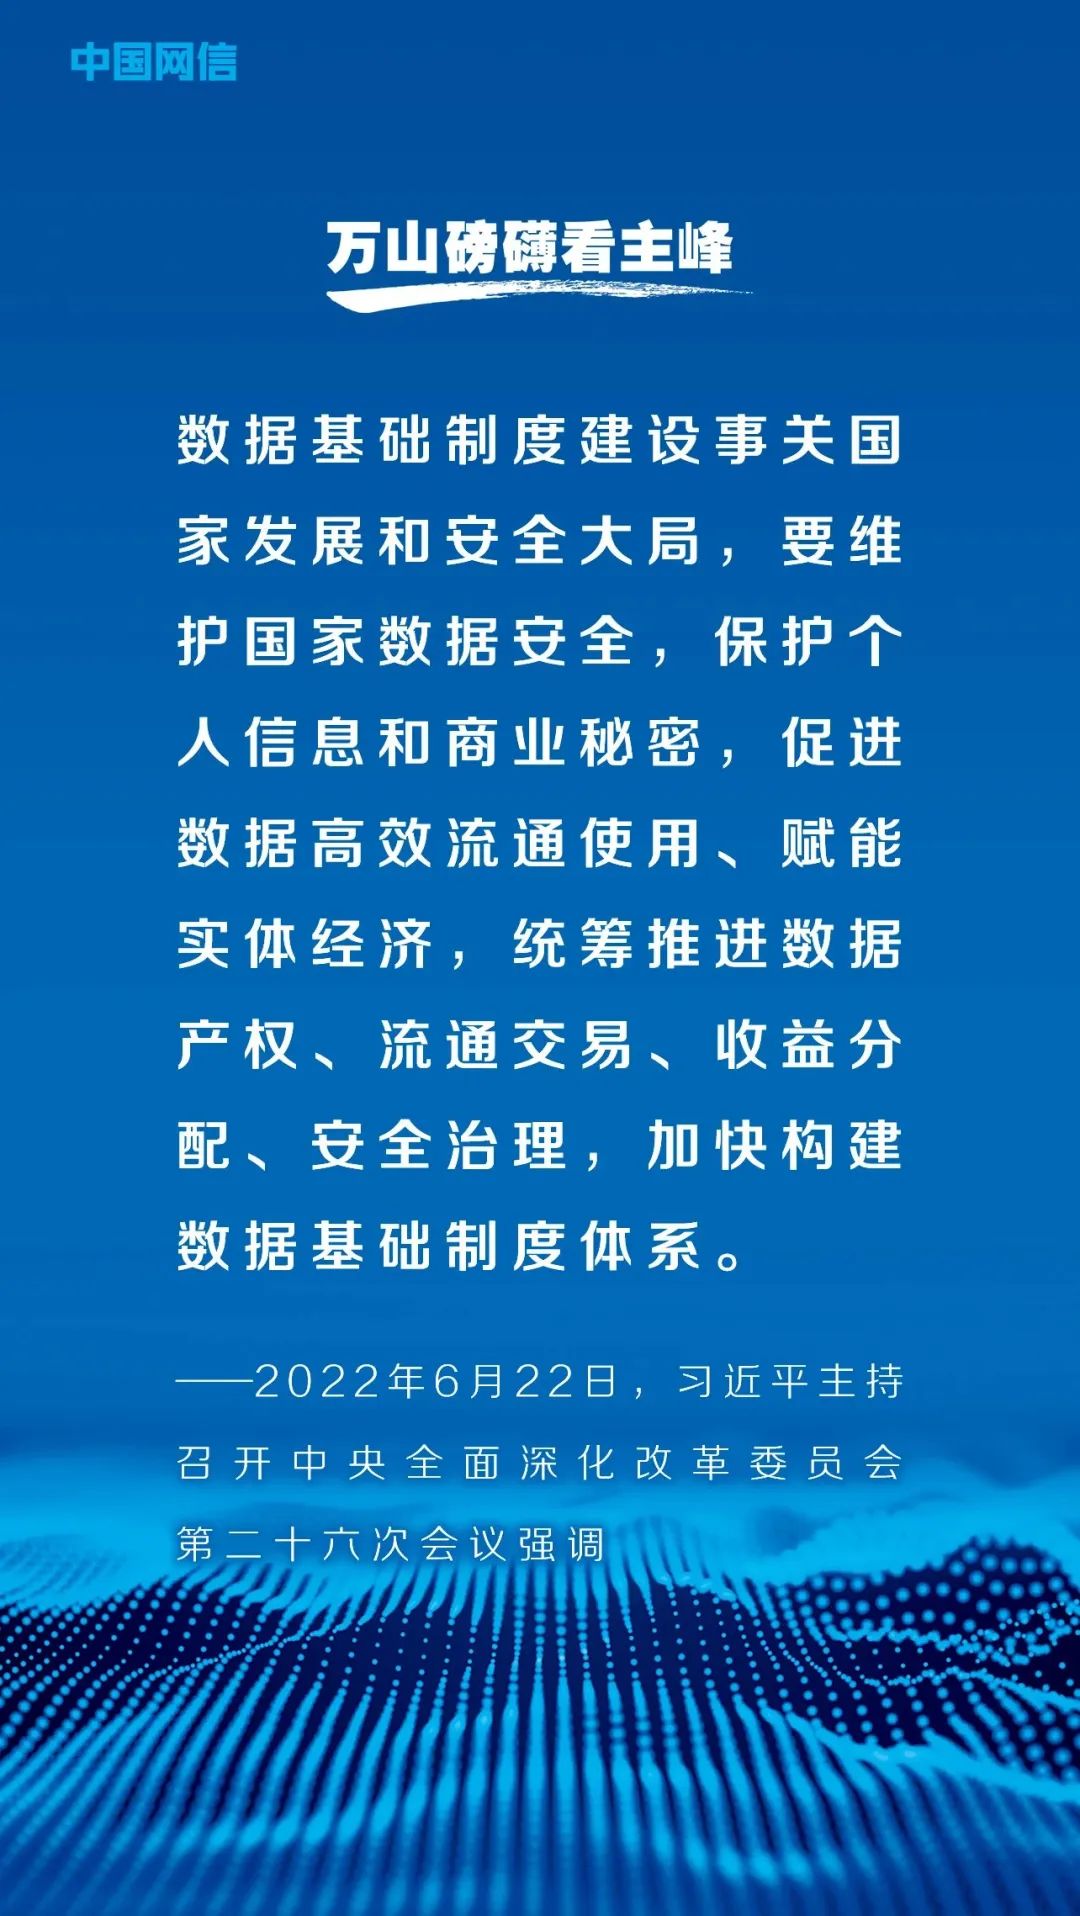 中国网信
万山磅礴看主峰
数据基础制度建设事关国
家发展和安全大局，要维
护国家数据安全，保护个
人信息和商业秘密，促进
数据高效流通使用、赋能
实体经济，统筹推进数据
产权、流通交易、收益分
配、安全治理，加快构建
数据基础制度体系。
——2022年6月22日，习近平主持
召开中央全面深化改革委员会
第二十六次会议强调